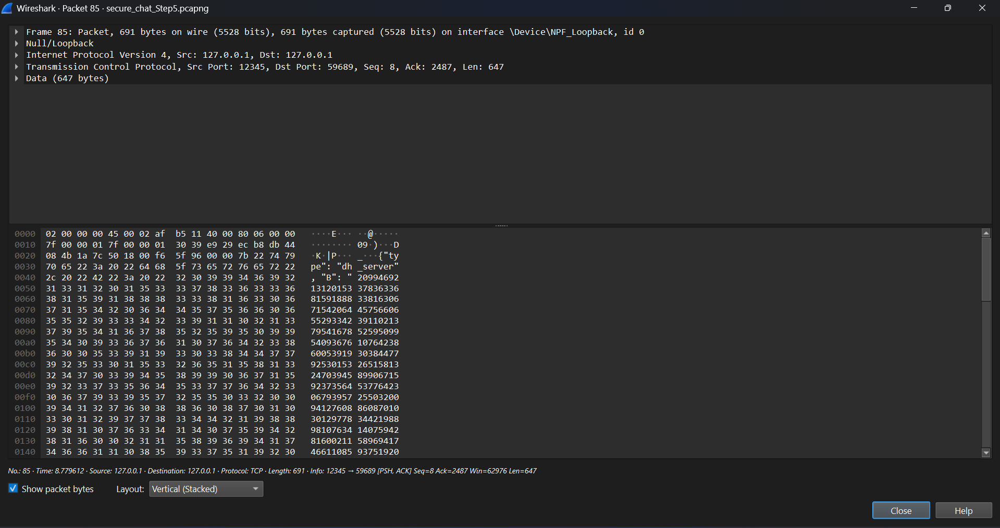 Wireshark · Packet 85 · secure_chat_Step5.pcapng
Frame 85: Packet, 691 bytes on wire (5528 bits), 691 bytes captured (5528 bits) on interface \Device\NPF_Loopback, id 0
Null/Loopback
Internet Protocol Version 4, Src: 127.0.0.1, Dst: 127.0.0.1
Transmission Control Protocol, Src Port: 12345, Dst Port: 59689, Seq: 8, Ack: 2487, Len: 647
Data (647 bytes)
0000 02 00 00 00 45 00 02 af b5 11 40 00 80 06 00 00 ····E··· ··@·····
0010 7f 00 00 01 7f 00 00 01 30 39 e9 29 ec b8 db 44 ········ 09·)···D
0020 08 4b 1a 7c 50 18 00 f6 5f 96 00 00 7b 22 74 79 ·K·|P··· _···{"ty
0030 70 65 22 3a 20 22 64 68 5f 73 65 72 76 65 72 22 pe": "dh _server"
0040 2c 20 22 42 22 3a 20 22 32 30 39 39 34 36 39 32 , "B": " 20994692
0050 31 33 31 32 30 31 35 33 33 37 38 33 36 33 33 36 13120153 37836336
0060 38 31 35 39 31 38 38 38 33 33 38 31 36 33 30 36 81591888 33816306
0070 37 31 35 34 32 30 36 34 34 35 37 35 36 36 30 36 71542064 45756606
0080 35 35 32 39 33 33 34 32 33 39 31 31 30 32 31 33 55293342 39110213
0090 37 39 35 34 31 36 37 38 35 32 35 39 35 30 39 39 79541678 52595099
00a0 35 34 30 39 33 36 37 36 31 30 37 36 34 32 33 38 54093676 10764238
00b0 36 30 30 35 33 39 31 39 33 30 33 38 34 34 37 37 60053919 30384477
00c0 39 32 35 33 30 31 35 33 32 36 35 31 35 38 31 33 92530153 26515813
00d0 32 34 37 30 33 39 34 35 38 39 39 30 36 37 31 35 24703945 89906715
00e0 39 32 33 37 33 35 36 34 35 33 37 37 36 34 32 33 92373564 53776423
00f0 30 36 37 39 33 39 35 37 32 35 35 30 33 32 30 30 06793957 25503200
0100 39 34 31 32 37 36 30 38 38 36 30 38 37 30 31 30 94127608 86087010
0110 33 30 31 32 39 37 37 38 33 34 34 32 31 39 38 38 30129778 34421988
0120 39 38 31 30 37 36 33 34 31 34 30 37 35 39 34 32 98107634 14075942
0130 38 31 36 30 30 32 31 31 35 38 39 36 39 34 31 37 81600211 58969417
0140 34 36 36 31 31 30 38 35 39 33 37 35 31 39 32 30 46611085 93751920
No.: 85 · Time: 8.779612 · Source: 127.0.0.1 · Destination: 127.0.0.1 · Protocol: TCP · Length: 691 · Info: 12345 → 59689 [PSH, ACK] Seq=8 Ack=2487 Win=62976 Len=647
Show packet bytes Layout: Vertical (Stacked)
Close Help